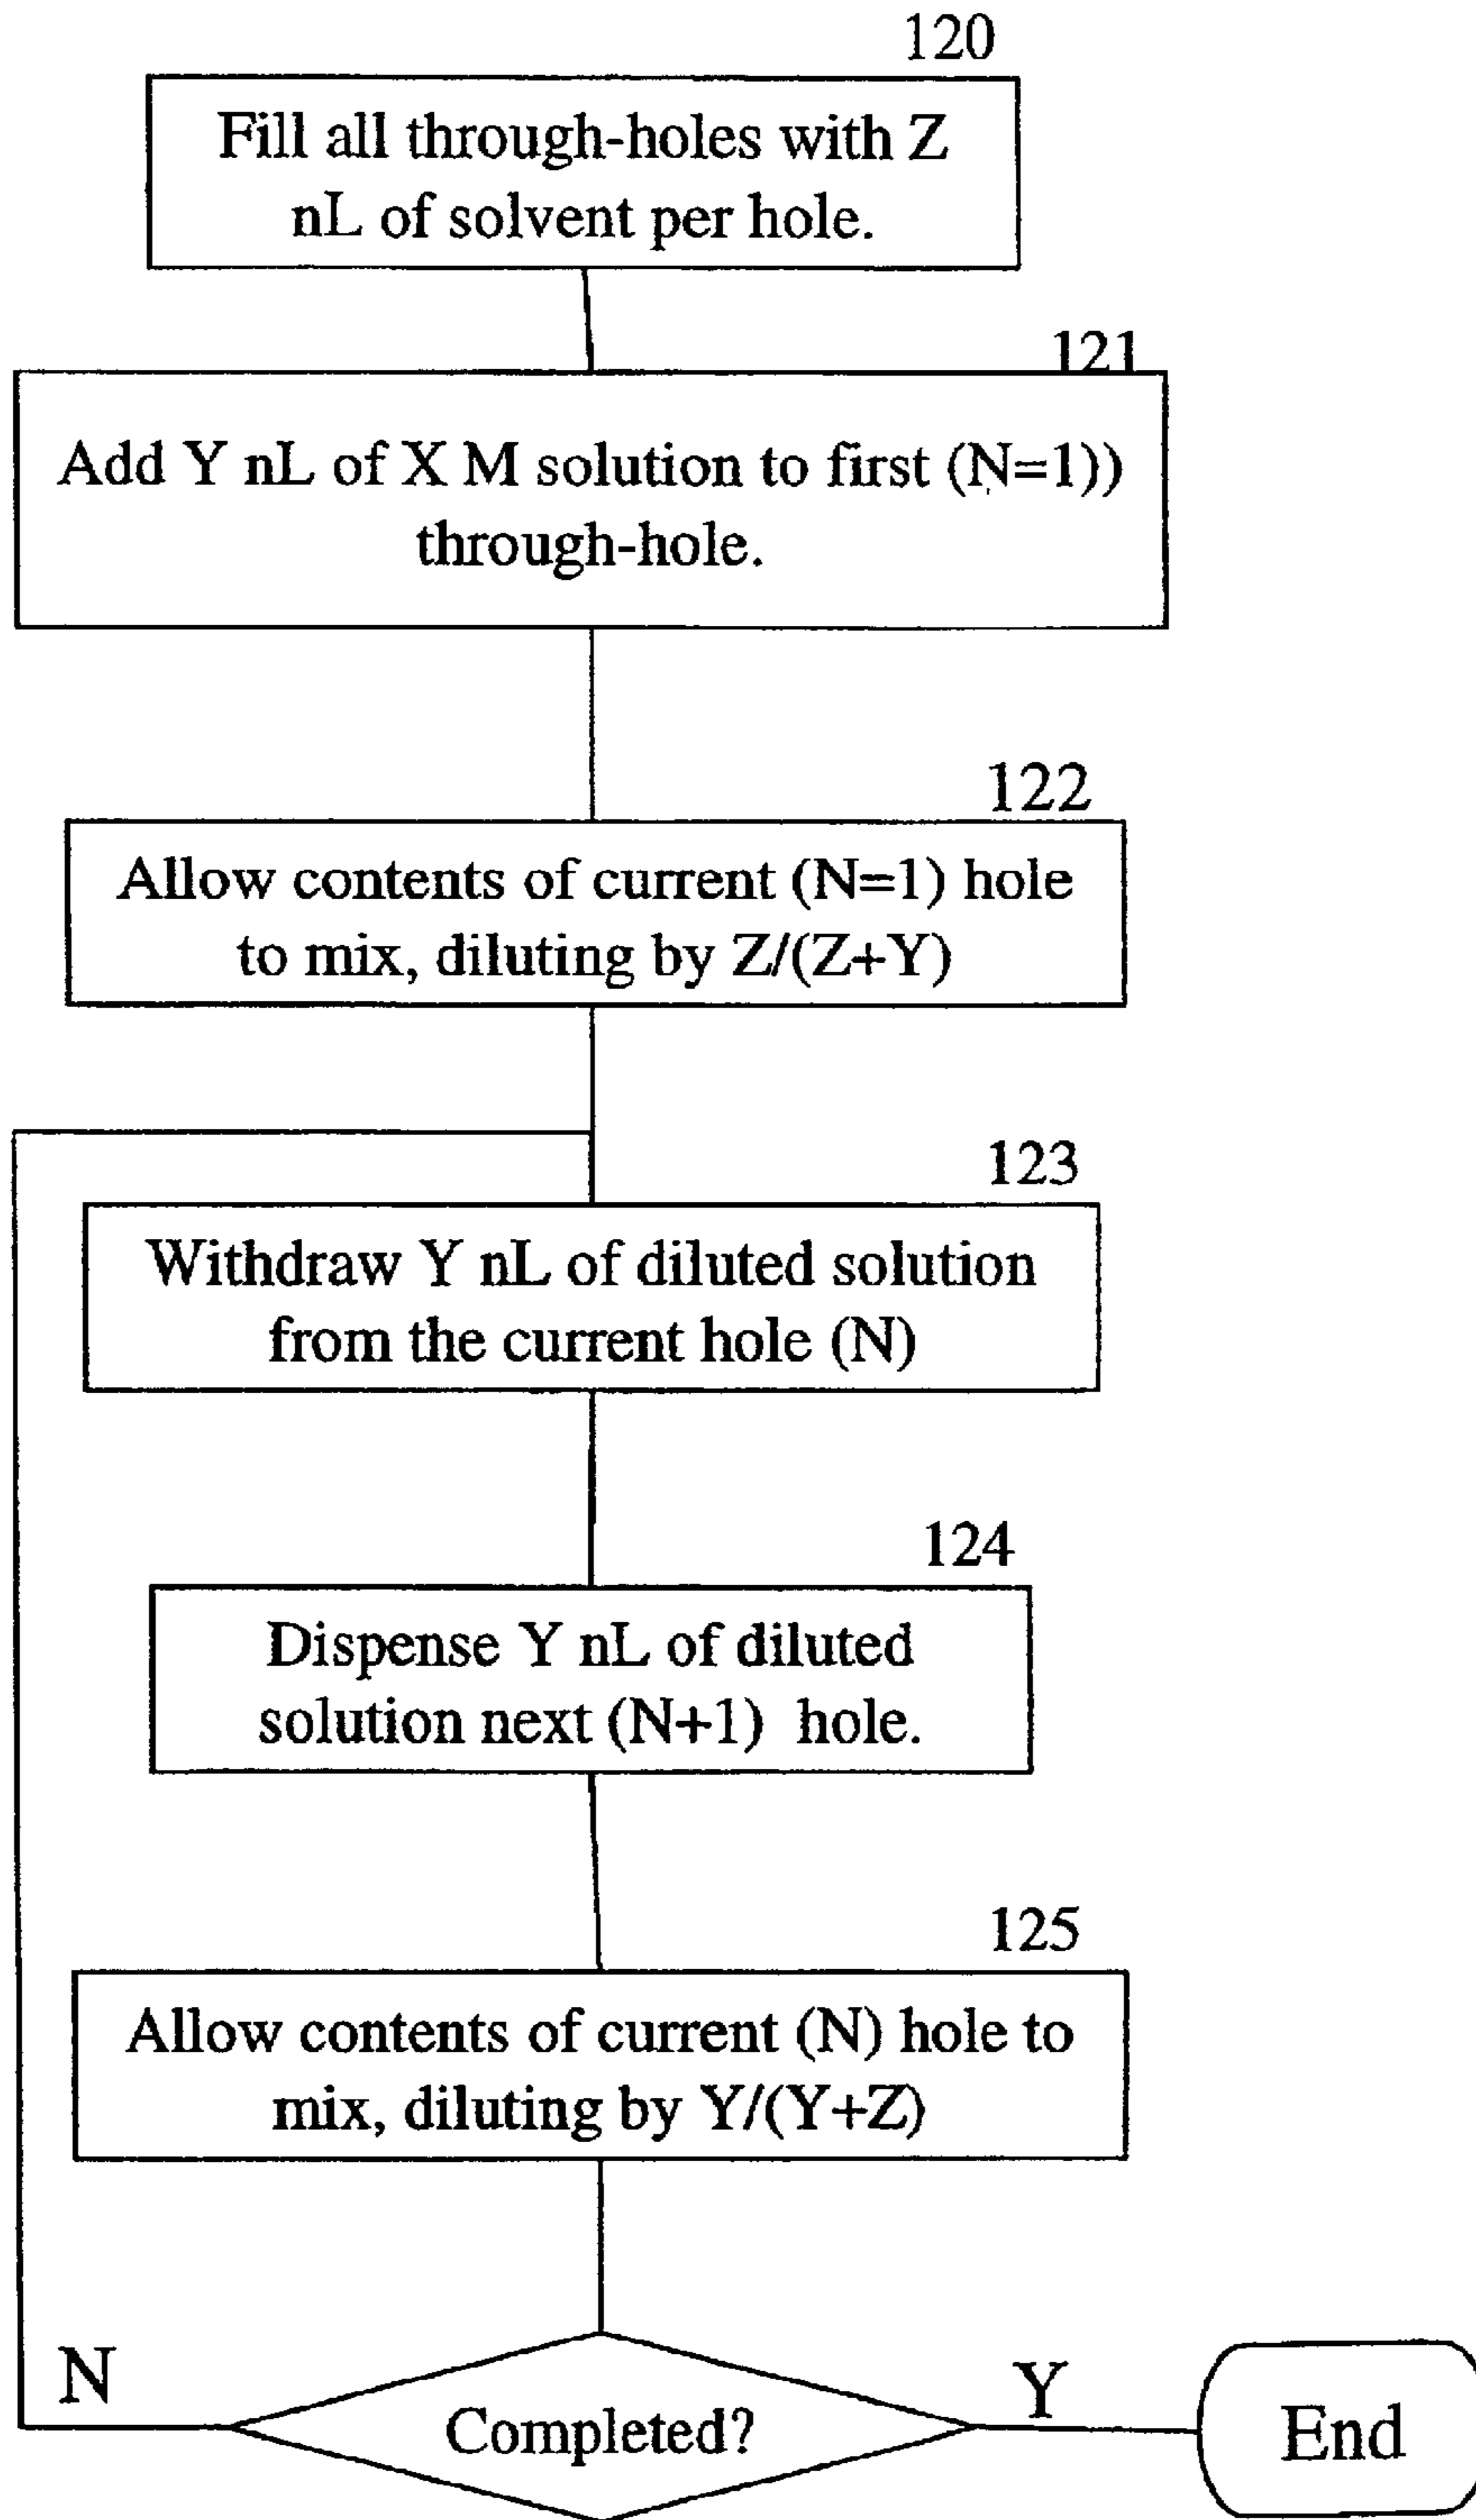 120
Fill all through-holes with Z
nL of solvent per hole.
121
Add Y nL of X M solution to first (N=1))
through-hole.
122
Allow contents of current (N=1) hole
to mix, diluting by Z/(Z+Y)
123
Withdraw Y nL of diluted solution
from the current hole (N)
124
Dispense Y nL of diluted
solution next (N+1) hole.
125
Allow contents of current (N) hole to
mix, diluting by Y/(Y+Z)
N
Completed?
Y
End